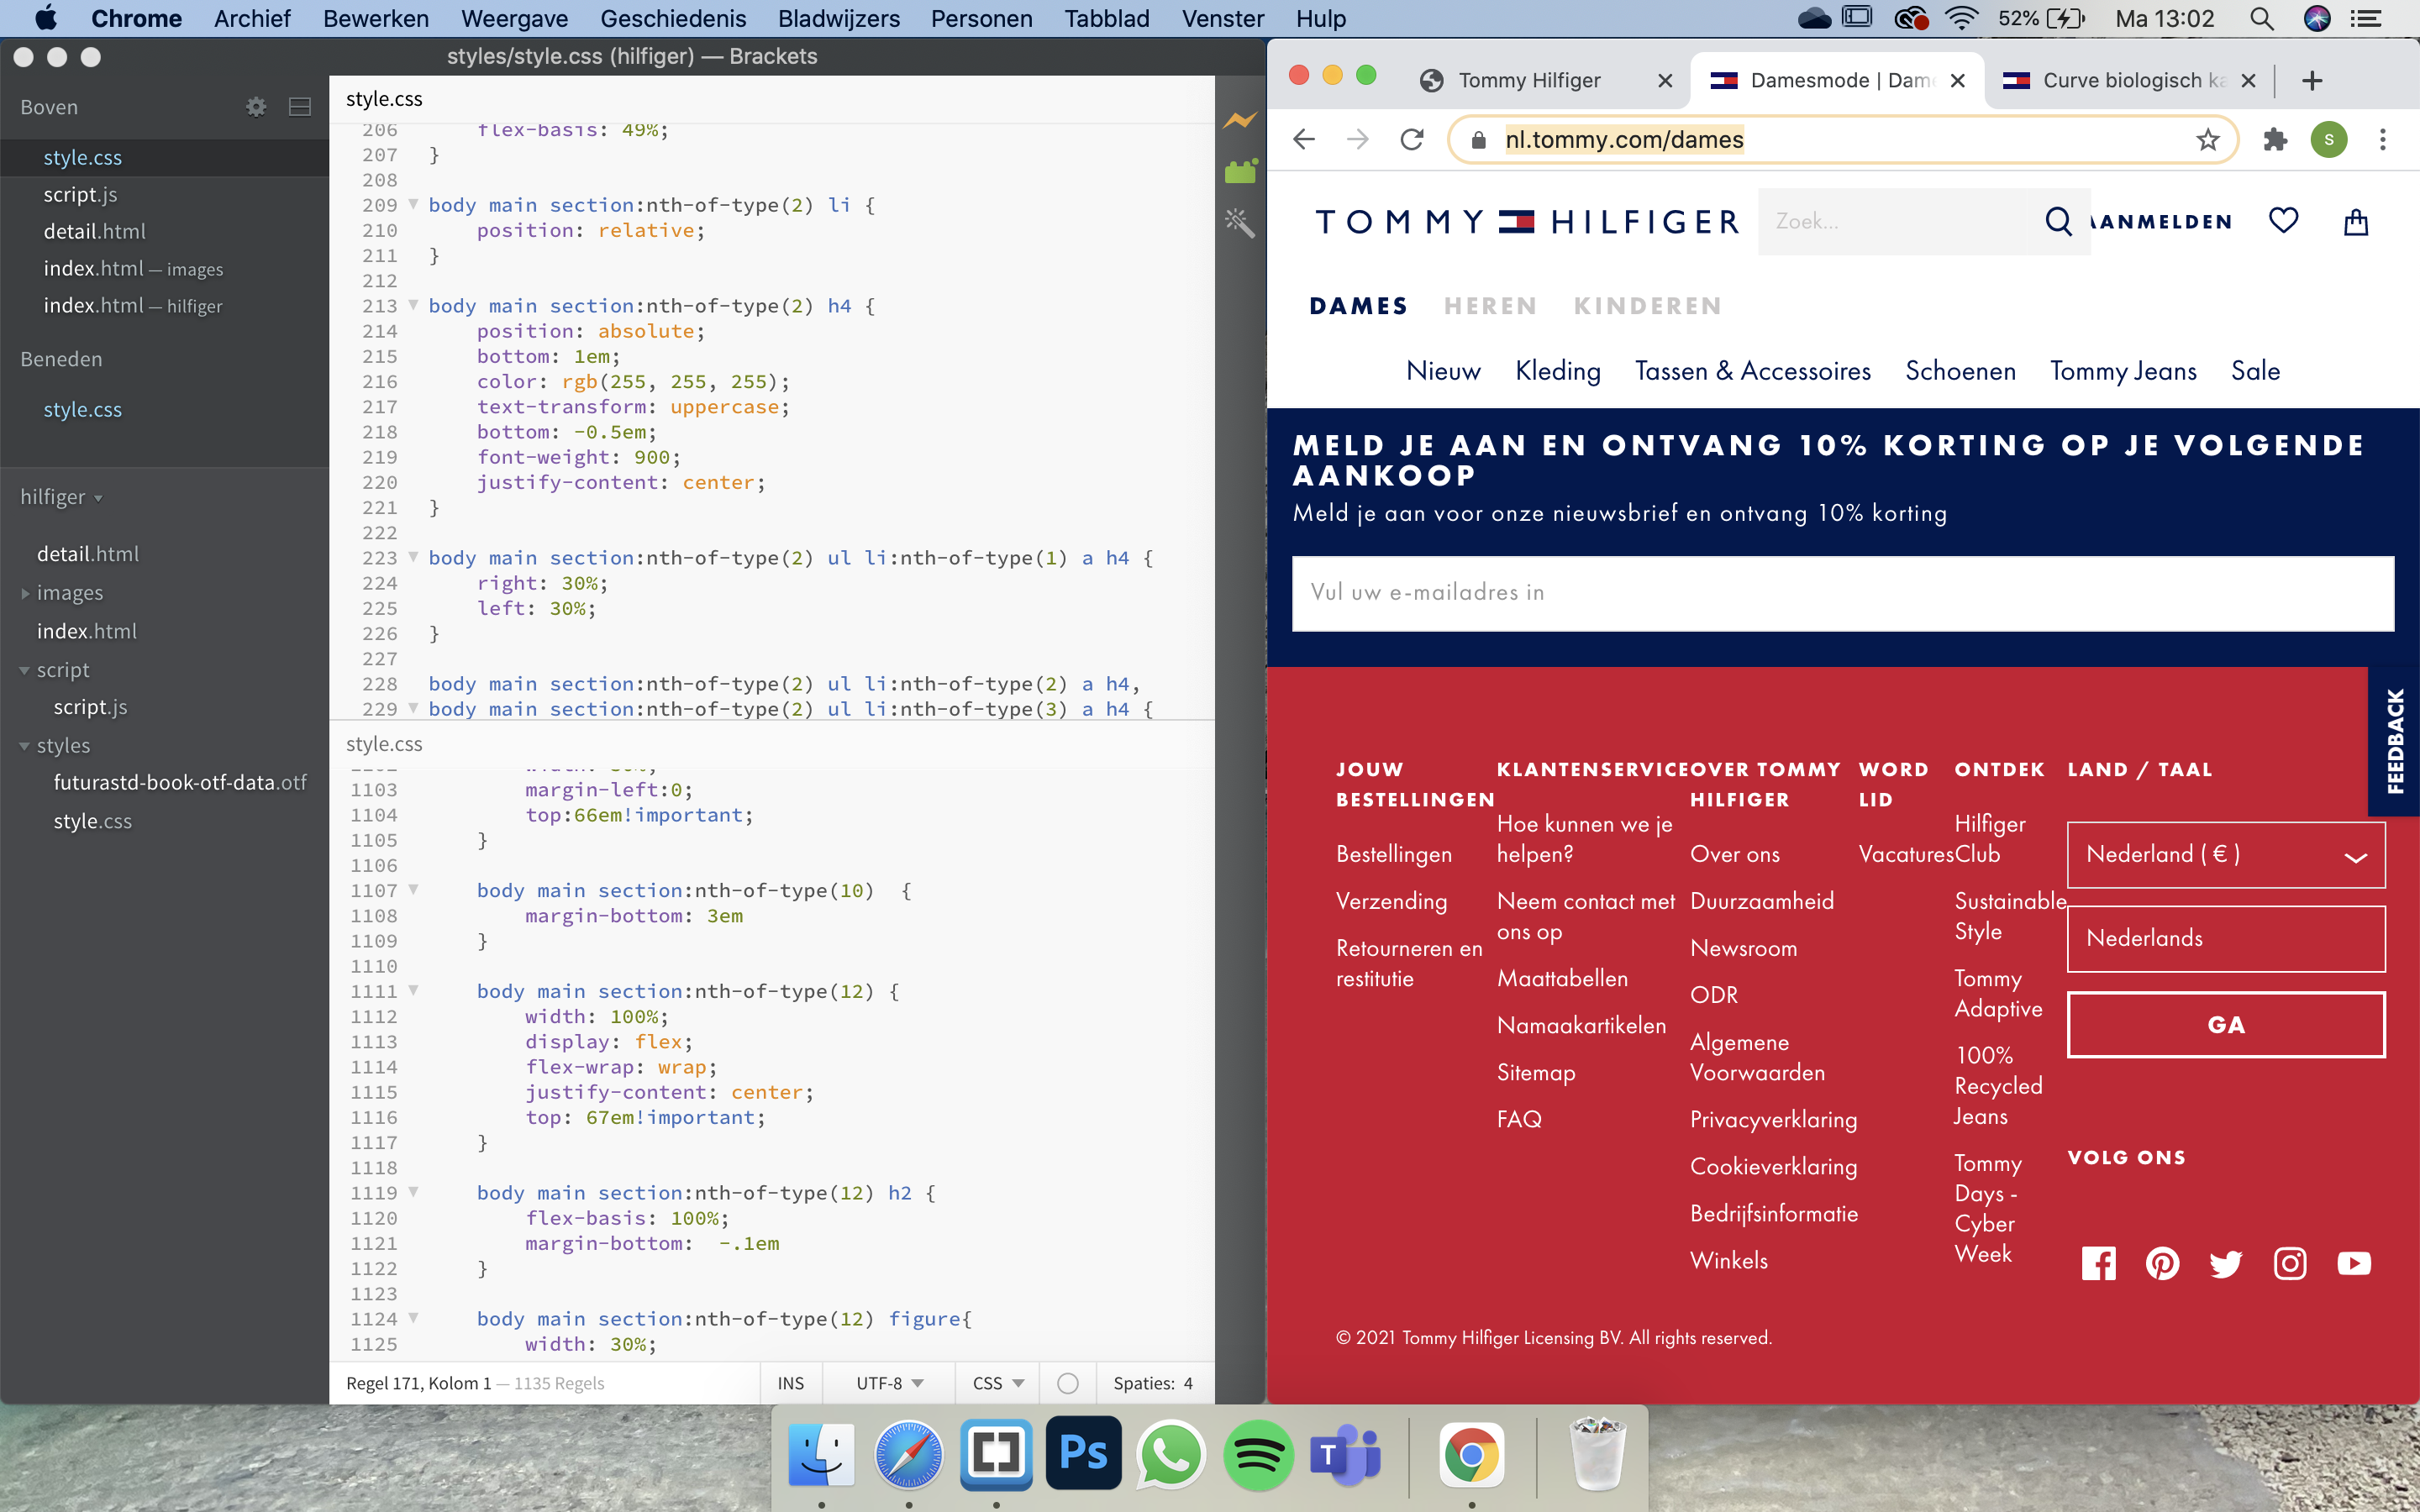 Chrome Archief Bewerken Weergave Geschiedenis Bladwijzers Personen Tabblad Venster Hulp 52% Ma 13:02
styles/style.css (hilfiger) — Brackets
Boven
style.css
script.js
detail.html
index.html — images
index.html — hilfiger
Beneden
style.css
hilfiger
detail.html
images
index.html
script
script.js
styles
futurastd-book-otf-data.otf
style.css
style.css
206 flex-basis: 49%;
207 }
208
209 body main section:nth-of-type(2) li {
210 position: relative;
211 }
212
213 body main section:nth-of-type(2) h4 {
214 position: absolute;
215 bottom: 1em;
216 color: rgb(255, 255, 255);
217 text-transform: uppercase;
218 bottom: -0.5em;
219 font-weight: 900;
220 justify-content: center;
221 }
222
223 body main section:nth-of-type(2) ul li:nth-of-type(1) a h4 {
224 right: 30%;
225 left: 30%;
226 }
227
228 body main section:nth-of-type(2) ul li:nth-of-type(2) a h4,
229 body main section:nth-of-type(2) ul li:nth-of-type(3) a h4 {
style.css
1103 margin-left:0;
1104 top:66em!important;
1105 }
1106
1107 body main section:nth-of-type(10) {
1108 margin-bottom: 3em
1109 }
1110
1111 body main section:nth-of-type(12) {
1112 width: 100%;
1113 display: flex;
1114 flex-wrap: wrap;
1115 justify-content: center;
1116 top: 67em!important;
1117 }
1118
1119 body main section:nth-of-type(12) h2 {
1120 flex-basis: 100%;
1121 margin-bottom: -.1em
1122 }
1123
1124 body main section:nth-of-type(12) figure{
1125 width: 30%;
Regel 171, Kolom 1 — 1135 Regels INS UTF-8 CSS Spaties: 4
Tommy Hilfiger Damesmode | Dam Curve biologisch ka
nl.tommy.com/dames S
TOMMY HILFIGER Zoek... AANMELDEN
DAMES HEREN KINDEREN
Nieuw Kleding Tassen & Accessoires Schoenen Tommy Jeans Sale
MELD JE AAN EN ONTVANG 10% KORTING OP JE VOLGENDE
AANKOOP
Meld je aan voor onze nieuwsbrief en ontvang 10% korting
Vul uw e-mailadres in
FEEDBACK
JOUW
BESTELLINGEN
Bestellingen
Verzending
Retourneren en
restitutie
KLANTENSERVICE
Hoe kunnen we je
helpen?
Neem contact met
ons op
Maattabellen
Namaakartikelen
Sitemap
FAQ
OVER TOMMY
HILFIGER
Over ons
Duurzaamheid
Newsroom
ODR
Algemene
Voorwaarden
Privacyverklaring
Cookieverklaring
Bedrijfsinformatie
Winkels
WORD
LID
Vacatures
ONTDEK
Hilfiger
Club
Sustainable
Style
Tommy
Adaptive
100%
Recycled
Jeans
Tommy
Days -
Cyber
Week
LAND / TAAL
Nederland ( € )
Nederlands
GA
VOLG ONS
© 2021 Tommy Hilfiger Licensing BV. All rights reserved.
Ps
T